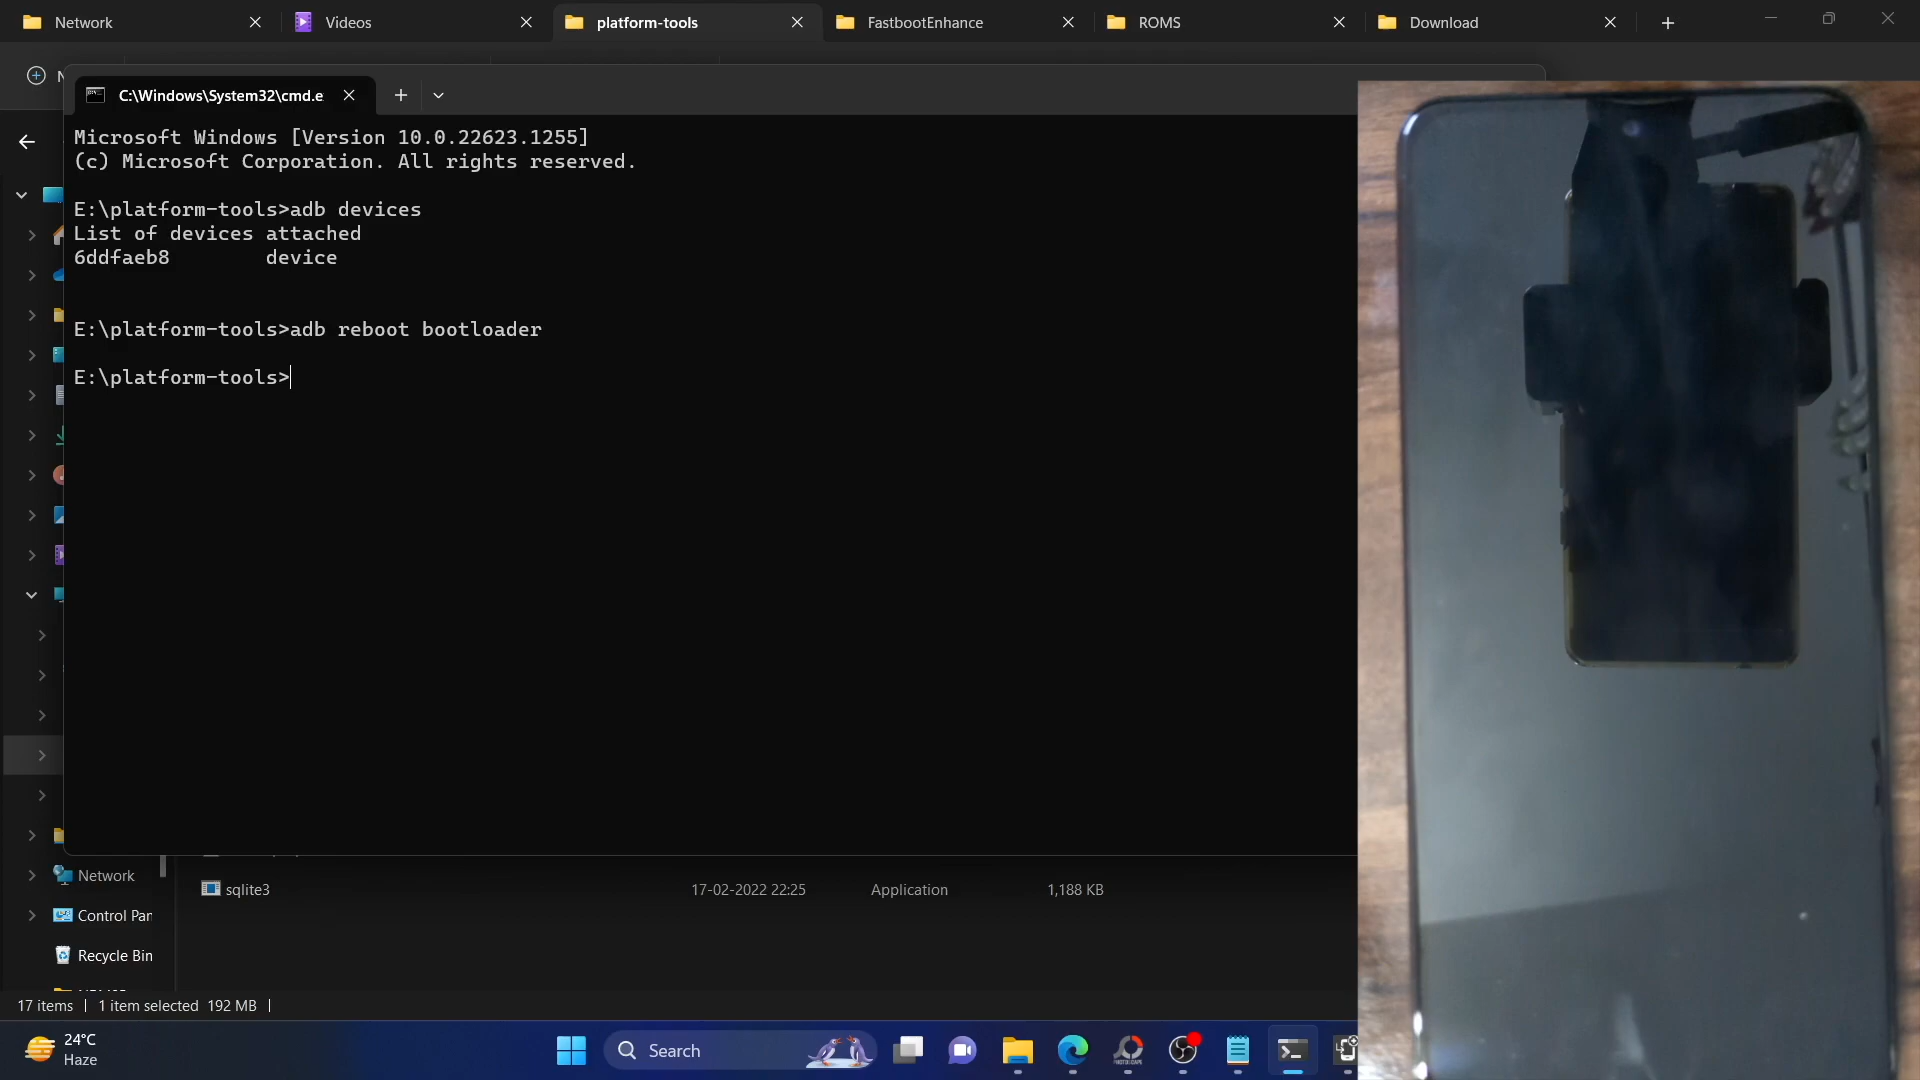 Network
Videos
platform-tools
FastbootEnhance
ROMS
Download
C:\Windows\System32\cmd.e
Microsoft Windows [Version 10.0.22623.1255]
(c) Microsoft Corporation. All rights reserved.
E:\platform-tools>adb devices
List of devices attached
6ddfaeb8 device
E:\platform-tools>adb reboot bootloader
E:\platform-tools>
Network
sqlite3 17-02-2022 22:25 Application 1,188 KB
Control Par
Recycle Bin
17 items | 1 item selected 192 MB |
24°C
Haze
Search